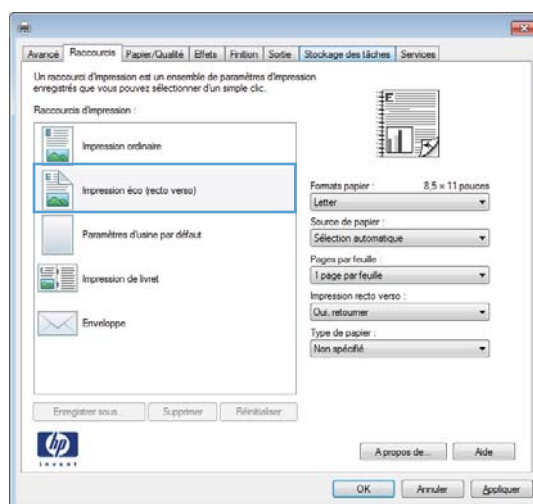 Avancé Raccourcis Papier/Qualité Effets Finition Sortie Stockage des tâches Services
Un raccourci d'impression est un ensemble de paramètres d'impression
enregistrés que vous pouvez sélectionner d'un simple clic.
Raccourcis d'impression :
Impression ordinaire
Impression éco (recto verso)
Paramètres d'usine par défaut
Impression de livret
Enveloppe
E
Formats papier : 8,5 × 11 pouces
Letter
Source de papier :
Sélection automatique
Pages par feuille :
1 page par feuille
Impression recto verso :
Oui, retourner
Type de papier :
Non spécifié
Enregistrer sous... Supprimer Réinitialiser
hp
invent
A propos de... Aide
OK Annuler Appliquer